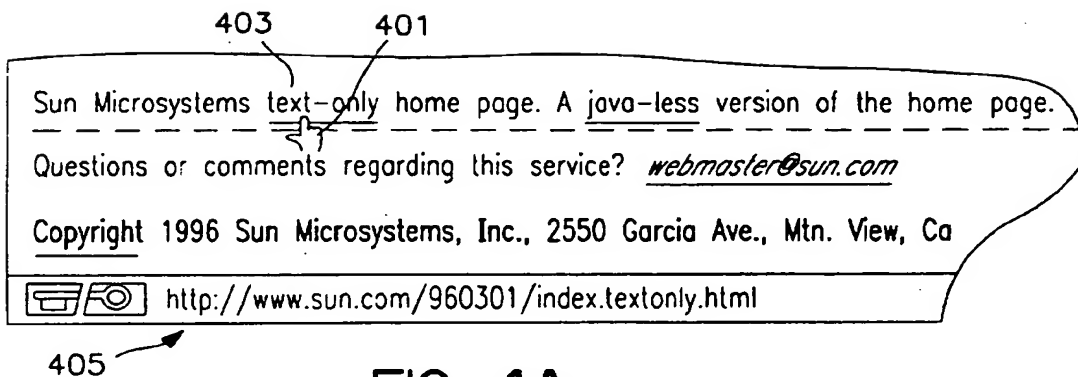 403 401
Sun Microsystems text-only home page. A java-less version of the home page.
Questions or comments regarding this service? webmaster@sun.com
Copyright 1996 Sun Microsystems, Inc., 2550 Garcia Ave., Mtn. View, Ca
http://www.sun.com/960301/index.textonly.html
405
FIG.